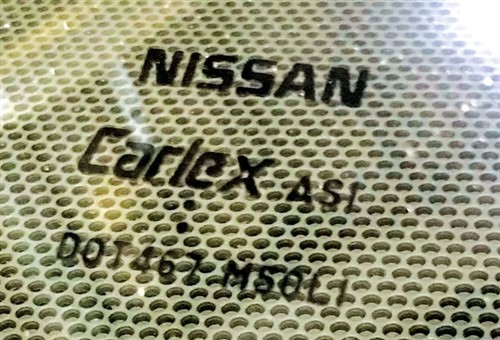 NISSAN
Carlex AS1
DOT467 M50L1